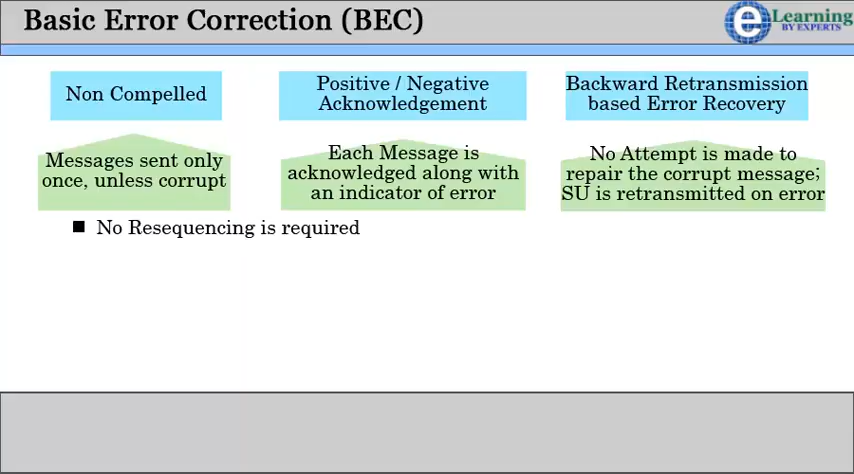 Basic Error Correction (BEC)
eLearning
BY EXPERTS
Non Compelled
Positive / Negative
Acknowledgement
Backward Retransmission
based Error Recovery
Messages sent only
once, unless corrupt
Each Message is
acknowledged along with
an indicator of error
No Attempt is made to
repair the corrupt message;
SU is retransmitted on error
■ No Resequencing is required